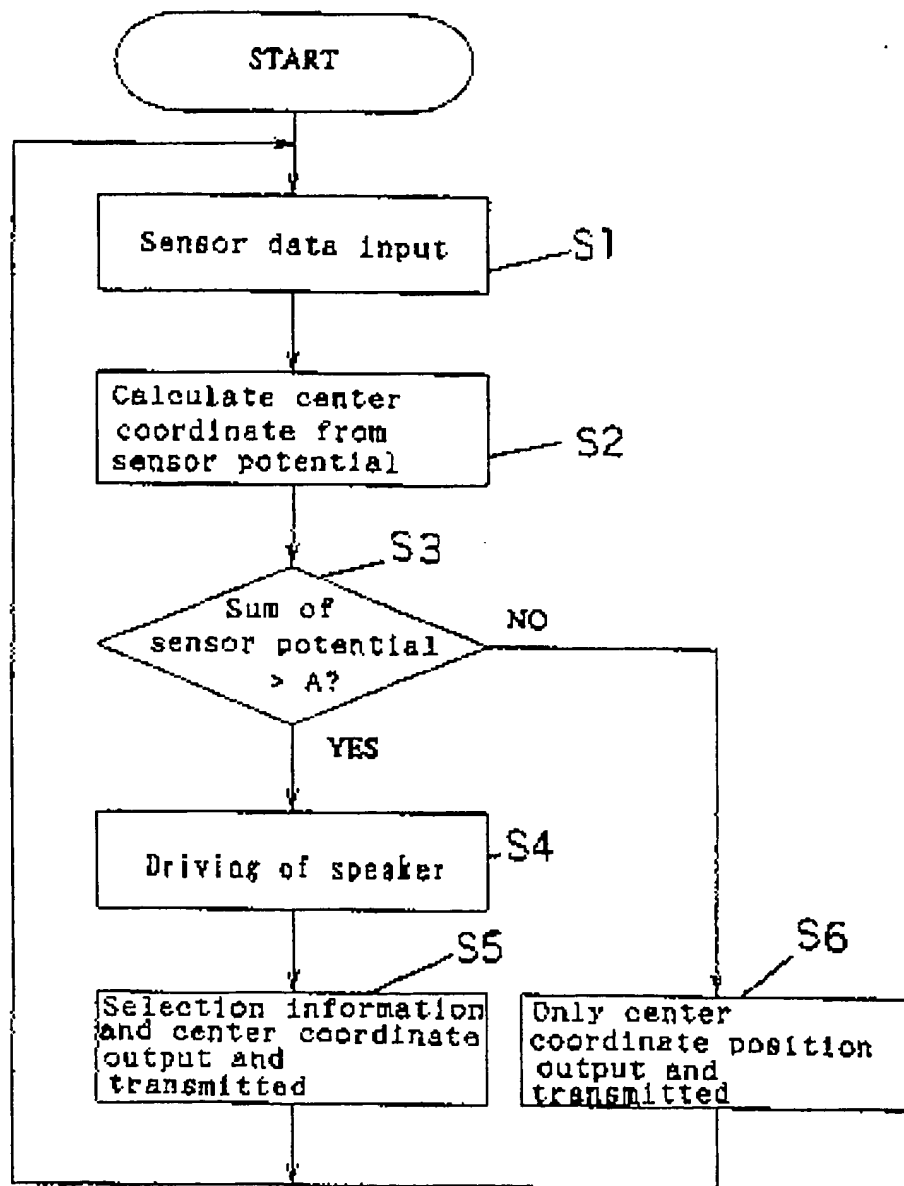 START
Sensor data input
S1
Calculate center
coordinate from
sensor potential
S2
S3
Sum of
sensor potential
> A?
NO
YES
Driving of speaker
S4
S5
Selection information
and center coordinate
output and
transmitted
S6
Only center
coordinate position
output and
transmitted